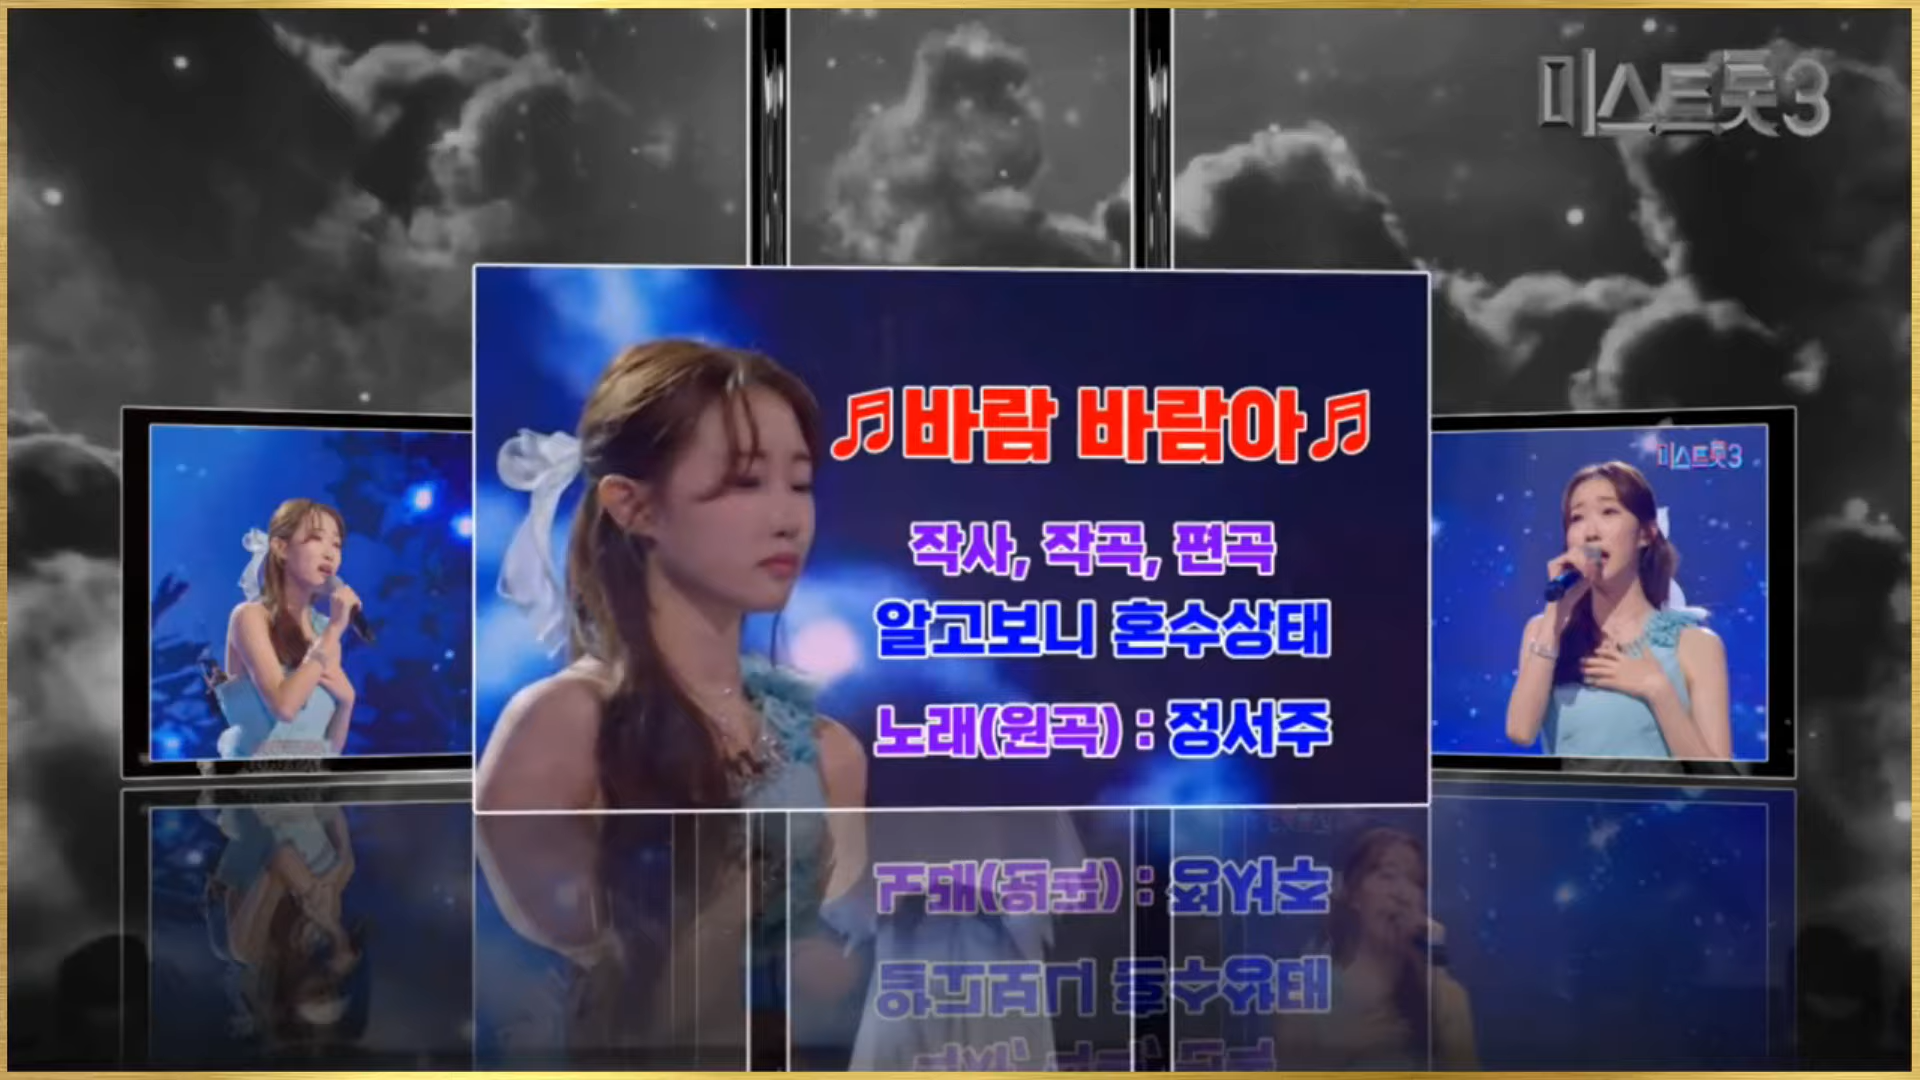 미스트롯3
♫바람 바람아♫
작사, 작곡, 편곡
알고보니 혼수상태
노래(원곡) : 정서주
미스트롯3